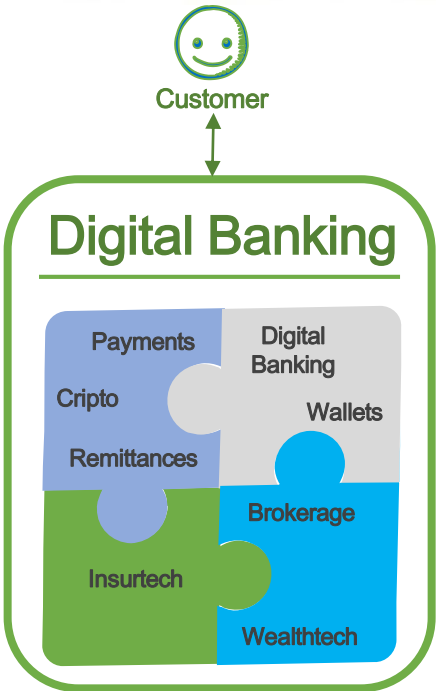 Customer
Digital Banking
Payments
Cripto
Remittances
Digital
Banking
Wallets
Insurtech
Brokerage
Wealthtech